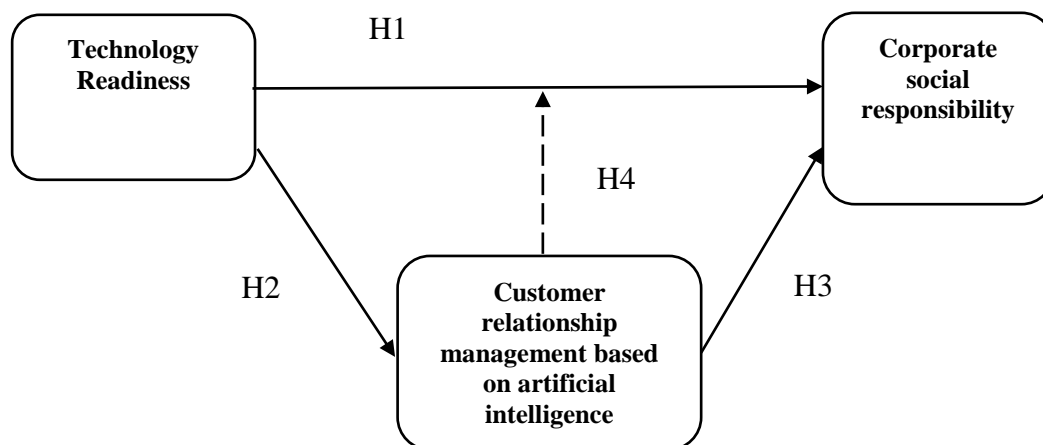 H1
Technology
Readiness
Corporate
social
responsibility
H4
H2
H3
Customer
relationship
management based
on artificial
intelligence